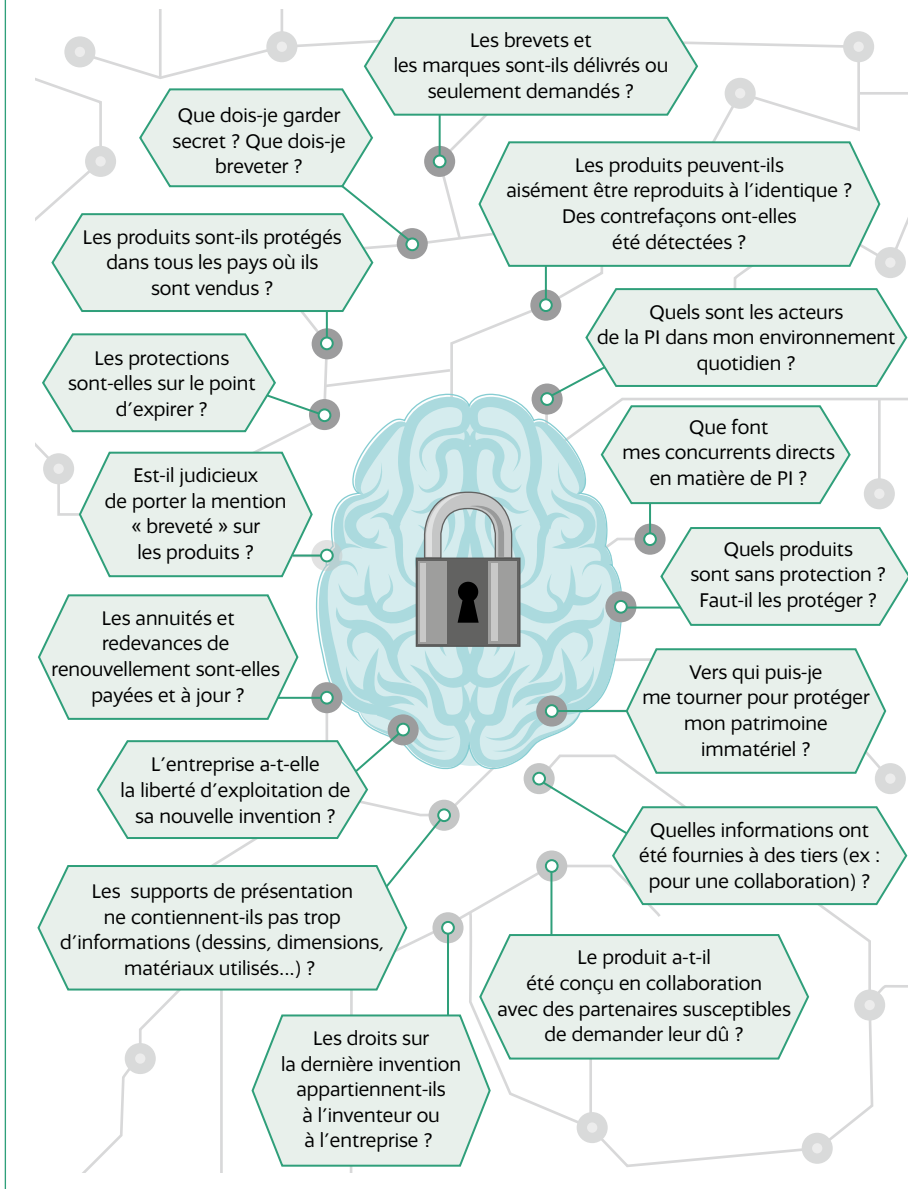 Les brevets et
les marques sont-ils délivrés ou
seulement demandés ?
Que dois-je garder
secret ? Que dois-je
breveter ?
Les produits peuvent-ils
aisément être reproduits à l'identique ?
Des contrefaçons ont-elles
été détectées ?
Les produits sont-ils protégés
dans tous les pays où ils
sont vendus ?
Quels sont les acteurs
de la PI dans mon environnement
quotidien ?
Les protections
sont-elles sur le point
d'expirer ?
Que font
mes concurrents directs
en matière de PI ?
Est-il judicieux
de porter la mention
« breveté » sur
les produits ?
Quels produits
sont sans protection ?
Faut-il les protéger ?
Les annuités et
redevances de
renouvellement sont-elles
payées et à jour ?
Vers qui puis-je
me tourner pour protéger
mon patrimoine
immatériel ?
L'entreprise a-t-elle
la liberté d'exploitation de
sa nouvelle invention ?
Quelles informations ont
été fournies à des tiers (ex :
pour une collaboration) ?
Les supports de présentation
ne contiennent-ils pas trop
d'informations (dessins, dimensions,
matériaux utilisés...) ?
Le produit a-t-il
été conçu en collaboration
avec des partenaires susceptibles
de demander leur dû ?
Les droits sur
la dernière invention
appartiennent-ils
à l'inventeur ou
à l'entreprise ?